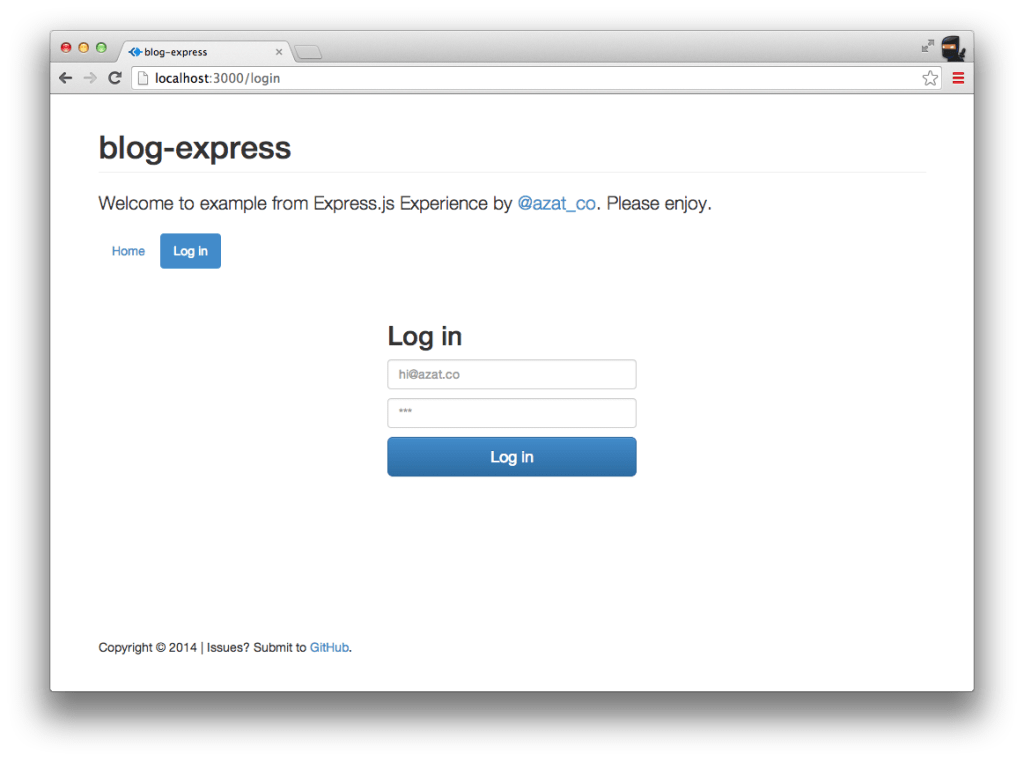 blog-express
localhost:3000/login
blog-express
Welcome to example from Express.js Experience by @azat_co. Please enjoy.
Home Log in
Log in
hi@azat.co
***
Log in
Copyright © 2014 | Issues? Submit to GitHub.